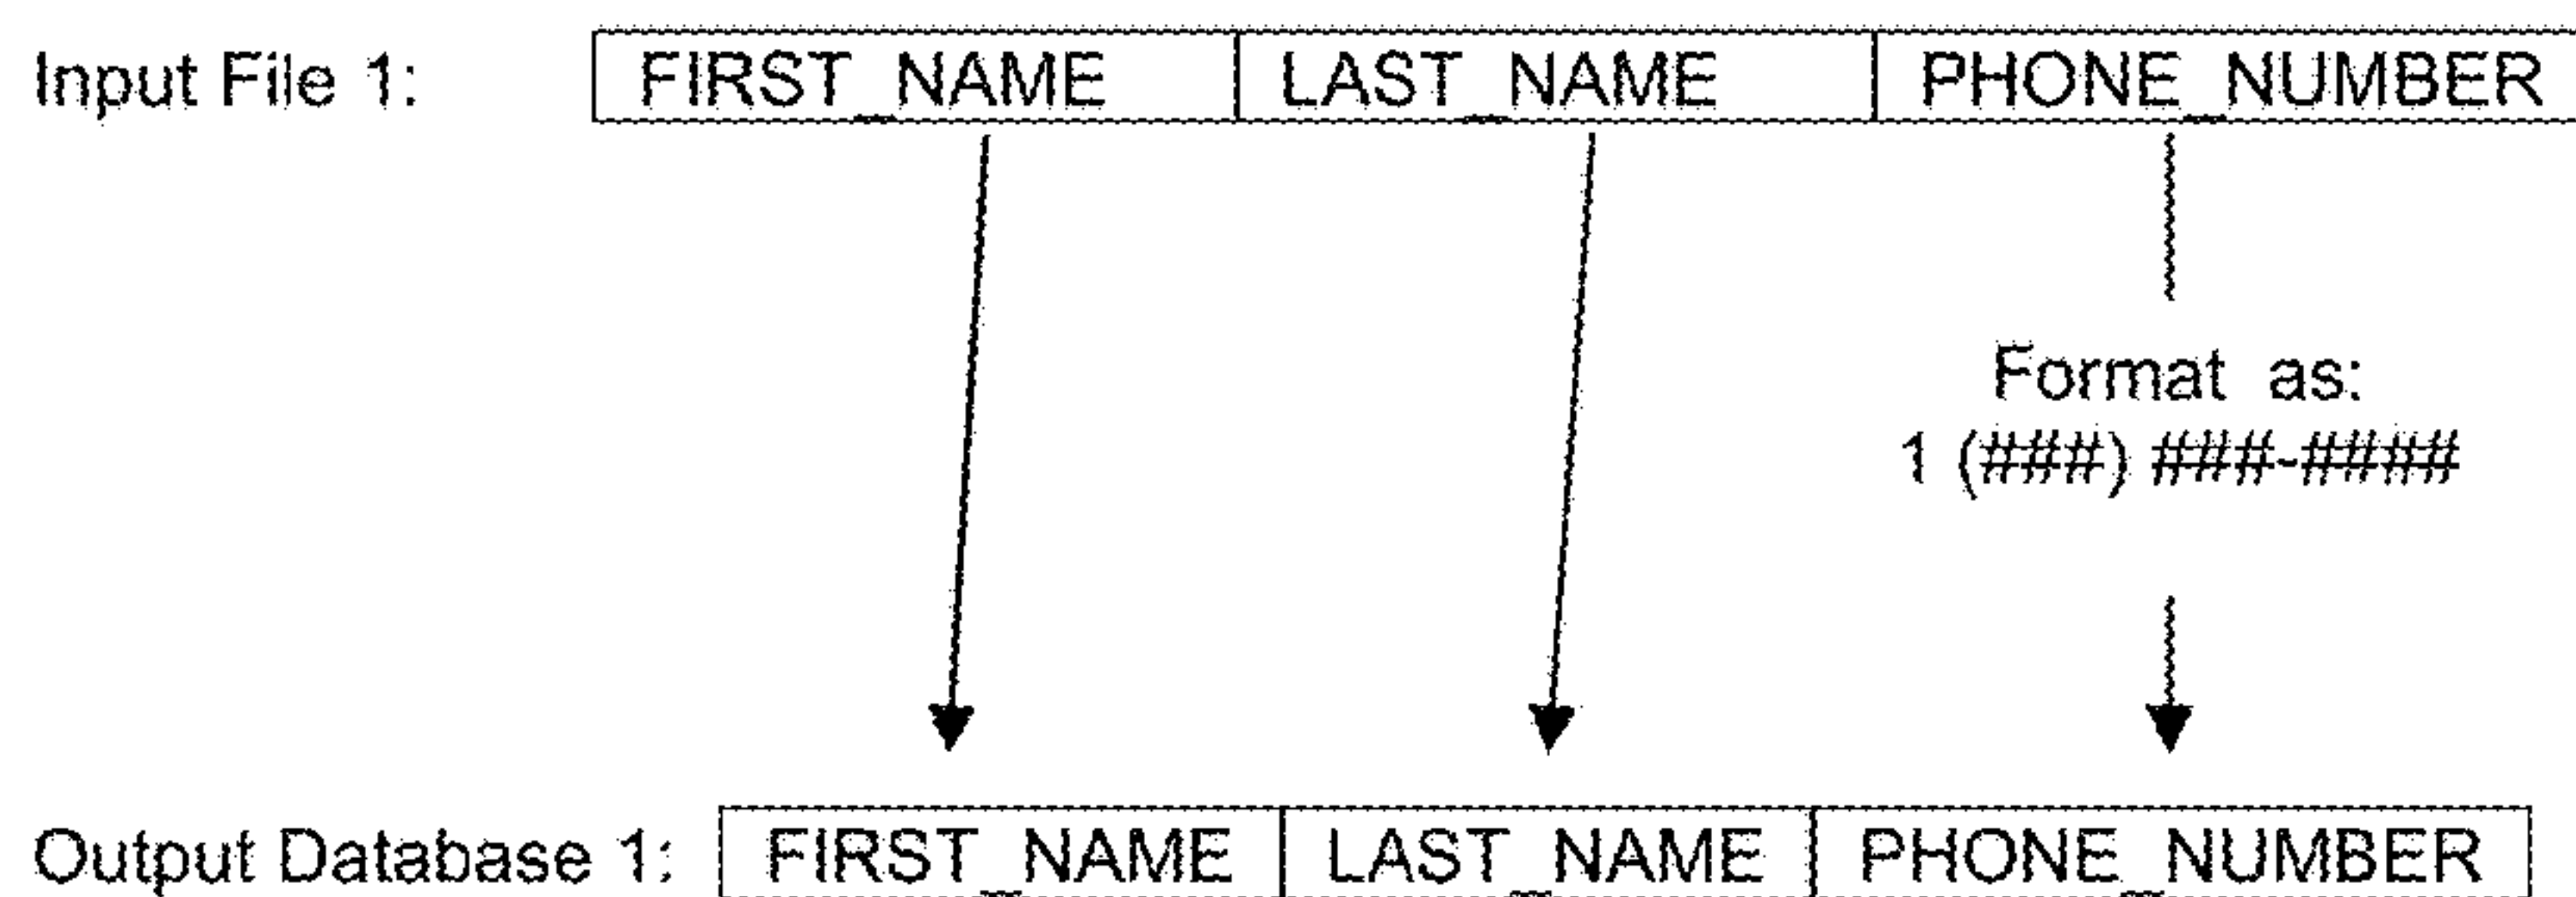 Input File 1: FIRST_NAME LAST_NAME PHONE_NUMBER
Format as:
1 (###) ###-####
Output Database 1: FIRST_NAME LAST_NAME PHONE_NUMBER